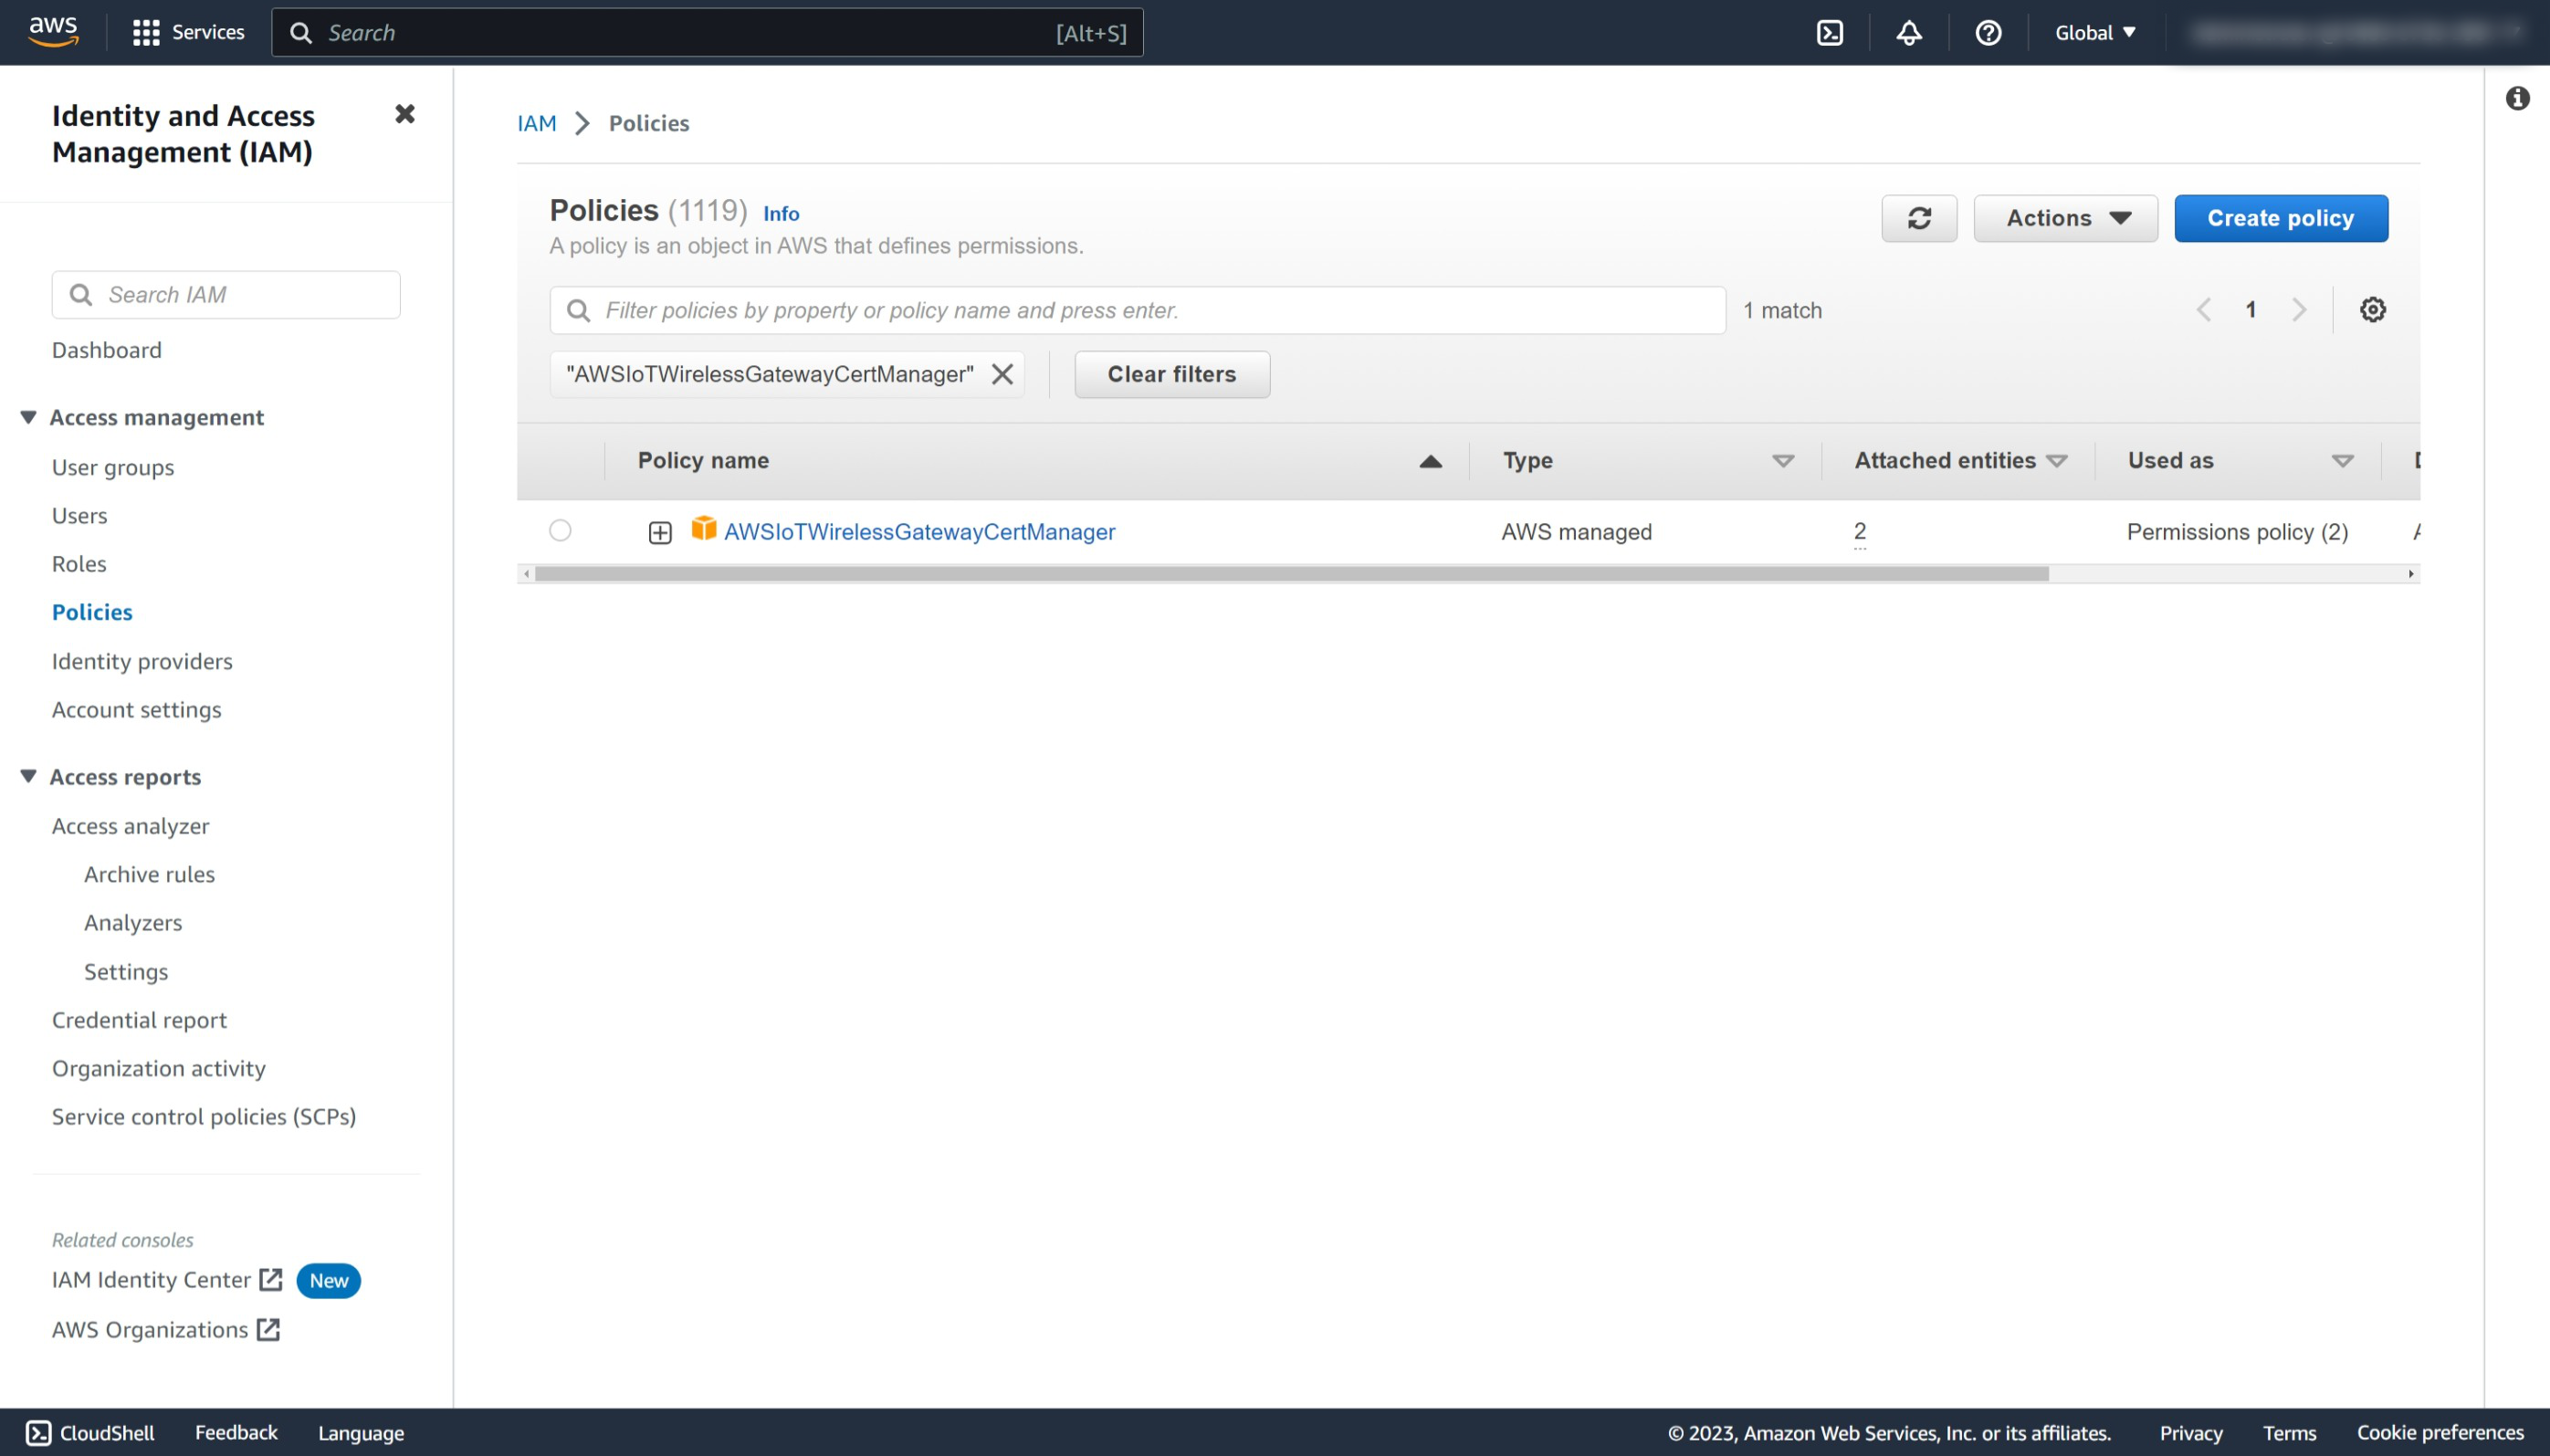 aws
Services
Search
[Alt+S]
Global
Identity and Access
Management (IAM)
Search IAM
Dashboard
Access management
User groups
Users
Roles
Policies
Identity providers
Account settings
Access reports
Access analyzer
Archive rules
Analyzers
Settings
Credential report
Organization activity
Service control policies (SCPs)
Related consoles
IAM Identity Center New
AWS Organizations
IAM > Policies
Policies (1119) Info
A policy is an object in AWS that defines permissions.
Actions
Create policy
Filter policies by property or policy name and press enter.
1 match
1
"AWSIoTWirelessGatewayCertManager"
Clear filters
Policy name Type Attached entities Used as
AWSIoTWirelessGatewayCertManager AWS managed 2 Permissions policy (2)
CloudShell Feedback Language © 2023, Amazon Web Services, Inc. or its affiliates. Privacy Terms Cookie preferences